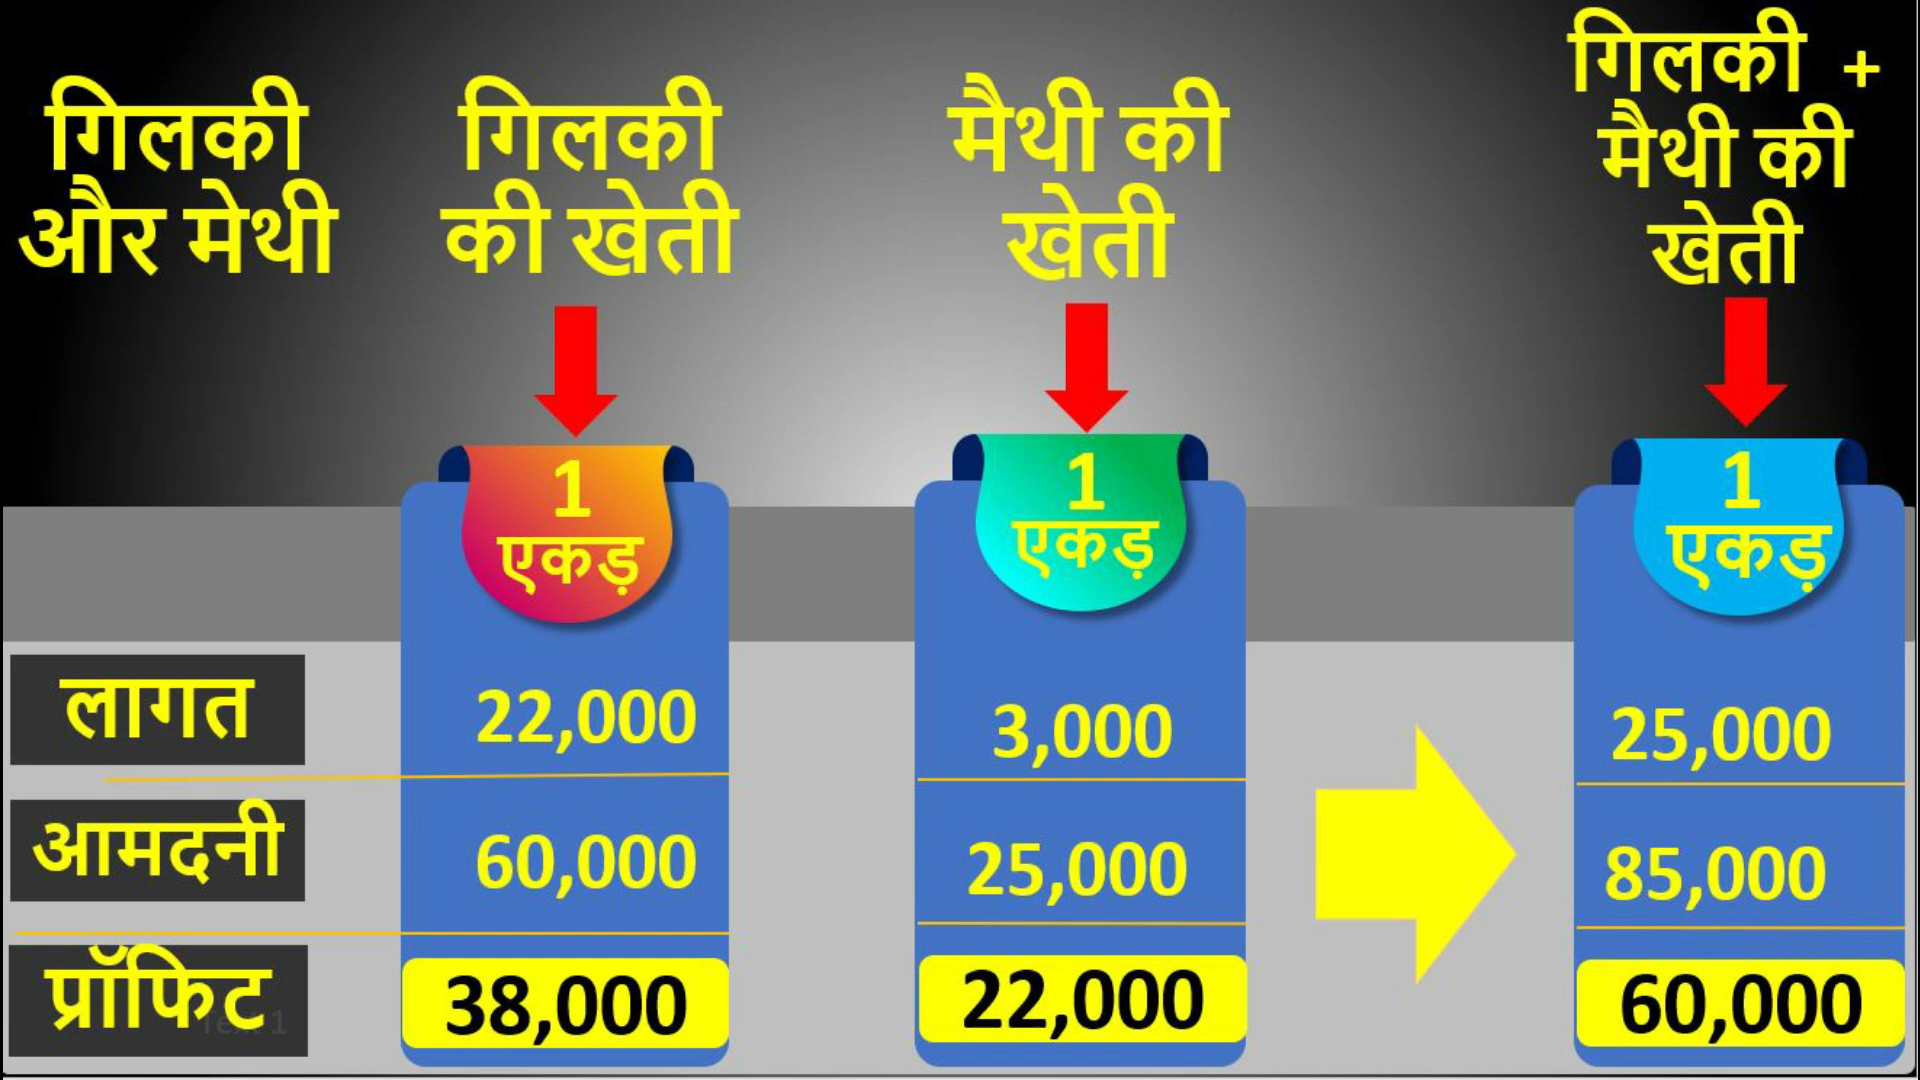 गिलकी
और मेथी
गिलकी
की खेती
मैथी की
खेती
गिलकी +
मैथी की
खेती
1
एकड़
1
एकड़
1
एकड़
लागत
22,000
3,000
25,000
आमदनी
60,000
25,000
85,000
प्रॉफिट
38,000
22,000
60,000